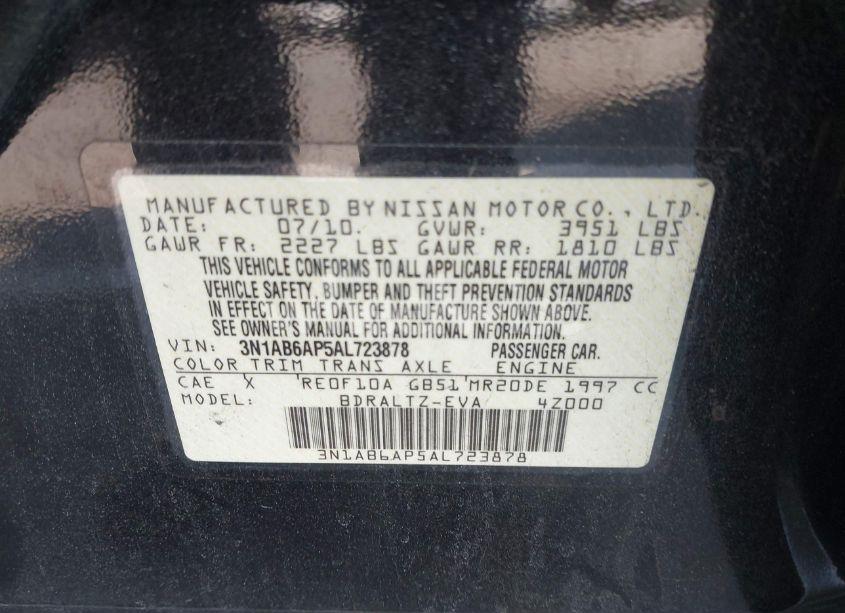 MANUFACTURED BY NISSAN MOTOR CO., LTD.
DATE: 07/10. GVWR: 3951 LBS
GAWR FR: 2227 LBS GAWR RR: 1810 LBS
THIS VEHICLE CONFORMS TO ALL APPLICABLE FEDERAL MOTOR
VEHICLE SAFETY, BUMPER AND THEFT PREVENTION STANDARDS
IN EFFECT ON THE DATE OF MANUFACTURE SHOWN ABOVE.
SEE OWNER'S MANUAL FOR ADDITIONAL INFORMATION.
VIN: 3N1AB6AP5AL723878 PASSENGER CAR.
COLOR TRIM TRANS AXLE ENGINE
CAE X RE0F10A GB51 MR20DE 1997 CC
MODEL: BDRALTZ-EVA 4Z000
3N1AB6AP5AL723878